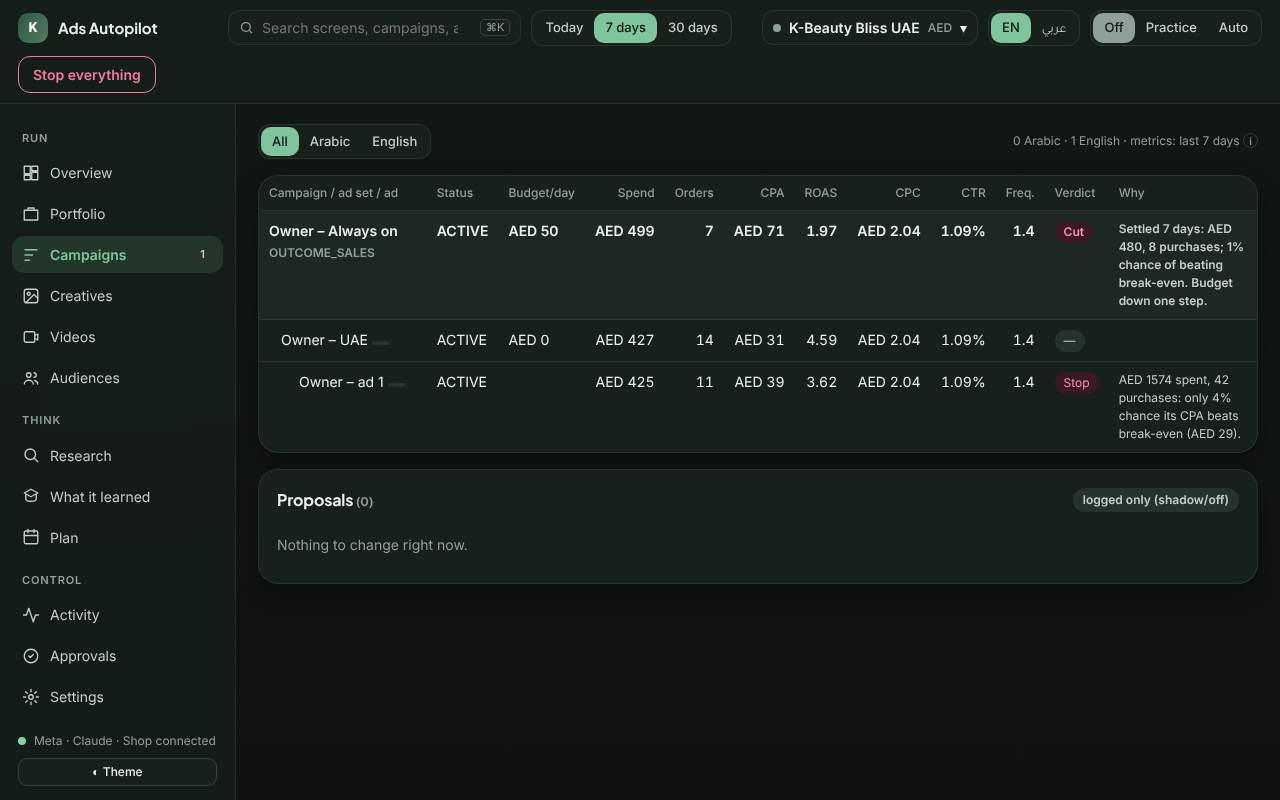 K Ads Autopilot
Search screens, campaigns, a ⌘K
Today 7 days 30 days
K-Beauty Bliss UAE AED ▾
EN عربي
Off Practice Auto
Stop everything
RUN
Overview
Portfolio
Campaigns 1
Creatives
Videos
Audiences
THINK
Research
What it learned
Plan
CONTROL
Activity
Approvals
Settings
Meta · Claude · Shop connected
Theme
All Arabic English
0 Arabic · 1 English · metrics: last 7 days i
Campaign / ad set / ad Status Budget/day Spend Orders CPA ROAS CPC CTR Freq. Verdict Why
Owner – Always on ACTIVE AED 50 AED 499 7 AED 71 1.97 AED 2.04 1.09% 1.4 Cut
OUTCOME_SALES
Settled 7 days: AED
480, 8 purchases; 1%
chance of beating
break-even. Budget
down one step.
Owner – UAE ACTIVE AED 0 AED 427 14 AED 31 4.59 AED 2.04 1.09% 1.4 —
Owner – ad 1 ACTIVE AED 425 11 AED 39 3.62 AED 2.04 1.09% 1.4 Stop
AED 1574 spent, 42
purchases: only 4%
chance its CPA beats
break-even (AED 29).
Proposals (0) logged only (shadow/off)
Nothing to change right now.